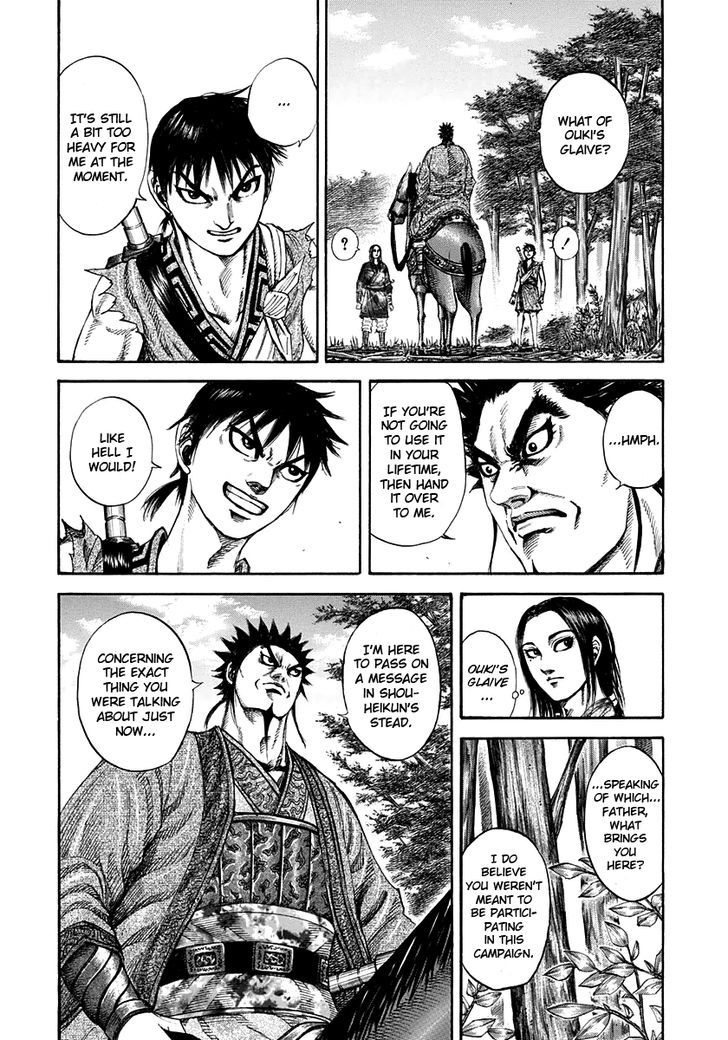 WHAT OF
OUKI'S
GLAIVE?
!
?
...
IT'S STILL
A BIT TOO
HEAVY FOR
ME AT THE
MOMENT.
...HMPH.
IF YOU'RE
NOT GOING
TO USE IT
IN YOUR
LIFETIME,
THEN HAND
IT OVER
TO ME.
LIKE
HELL I
WOULD!
OUKI'S
GLAIVE
...
...SPEAKING
OF WHICH...
FATHER,
WHAT
BRINGS
YOU
HERE?
I DO
BELIEVE
YOU WEREN'T
MEANT TO
BE PARTICI-
PATING
IN THIS
CAMPAIGN.
I'M HERE
TO PASS ON
A MESSAGE
IN SHOU-
HEIKUN'S
STEAD.
CONCERNING
THE EXACT
THING YOU
WERE TALKING
ABOUT JUST
NOW...